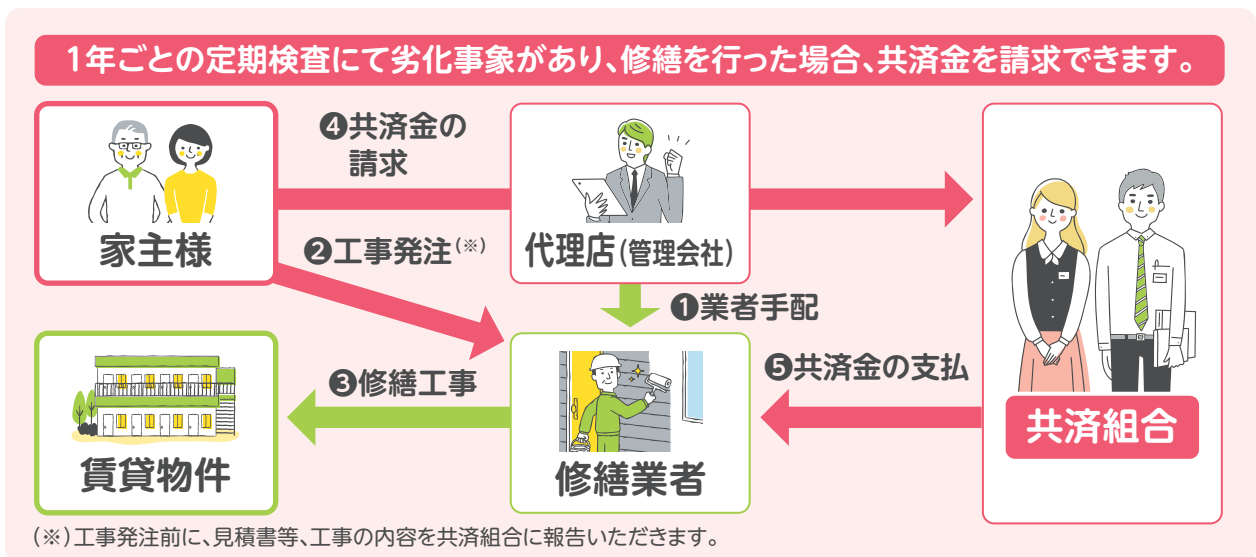 1年ごとの定期検査にて劣化事象があり、修繕を行った場合、共済金を請求できます。
家主様
❹共済金の
請求
代理店(管理会社)
❷工事発注(※)
❶業者手配
賃貸物件
❸修繕工事
修繕業者
❺共済金の支払
共済組合
(※)工事発注前に、見積書等、工事の内容を共済組合に報告いただきます。